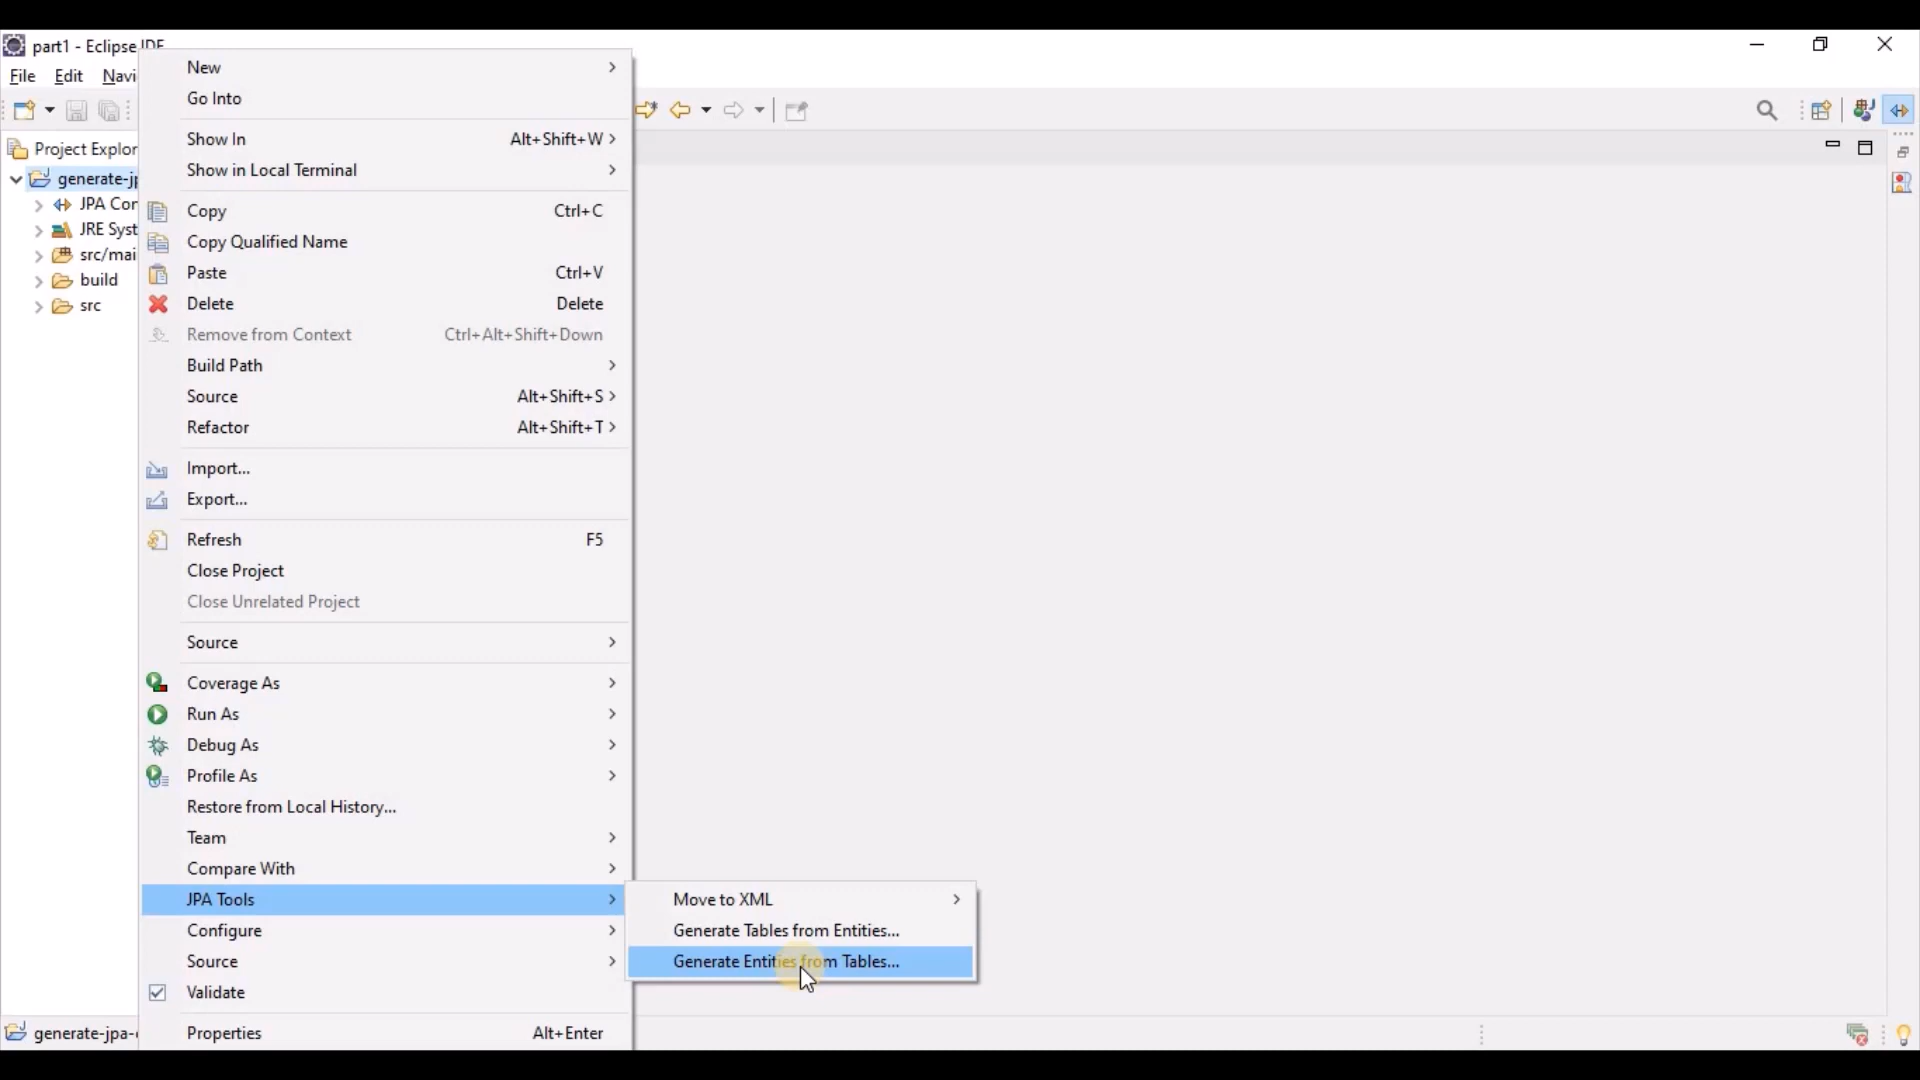 part1 - Eclipse IDE
File Edit Navi
Project Explor
generate-jp
JPA Cor
JRE Syst
src/mai
build
src
New
Go Into
Show In Alt+Shift+W
Show in Local Terminal
Copy Ctrl+C
Copy Qualified Name
Paste Ctrl+V
Delete Delete
Remove from Context Ctrl+Alt+Shift+Down
Build Path
Source Alt+Shift+S
Refactor Alt+Shift+T
Import...
Export...
Refresh F5
Close Project
Close Unrelated Project
Source
Coverage As
Run As
Debug As
Profile As
Restore from Local History...
Team
Compare With
JPA Tools
Configure
Source
Validate
Properties Alt+Enter
Move to XML
Generate Tables from Entities...
Generate Entities from Tables...
generate-jpa-